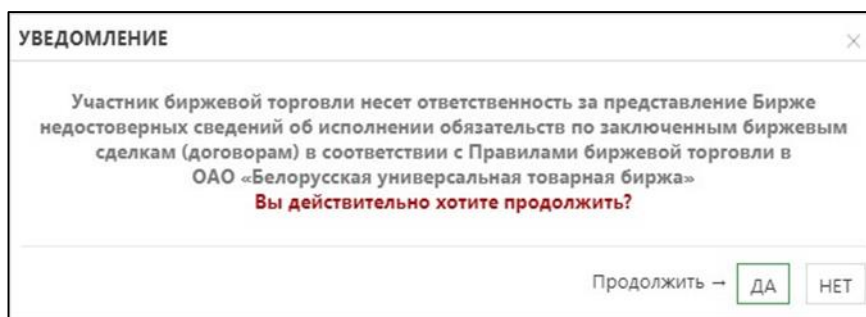 УВЕДОМЛЕНИЕ
Участник биржевой торговли несет ответственность за представление Бирже
недостоверных сведений об исполнении обязательств по заключенным биржевым
сделкам (договорам) в соответствии с Правилами биржевой торговли в
ОАО «Белорусская универсальная товарная биржа»
Вы действительно хотите продолжить?
Продолжить → ДА НЕТ